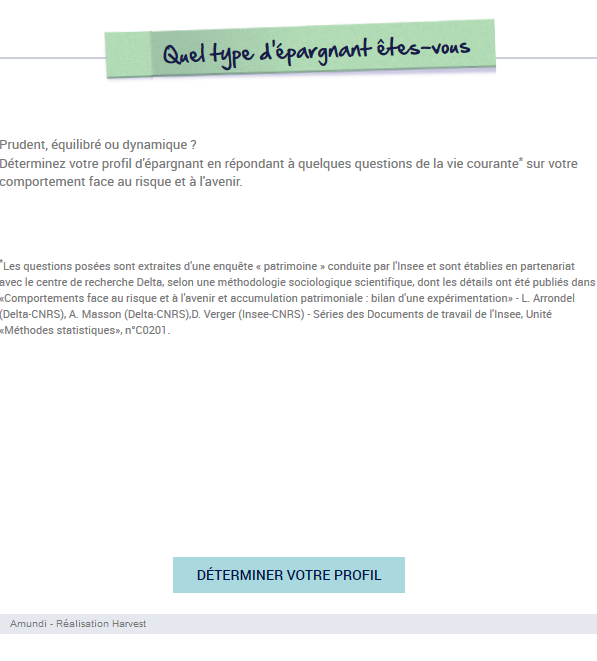 Quel type d'épargnant êtes-vous
Prudent, équilibré ou dynamique ?
Déterminez votre profil d'épargnant en répondant à quelques questions de la vie courante* sur votre
comportement face au risque et à l'avenir.
*Les questions posées sont extraites d'une enquête « patrimoine » conduite par l'Insee et sont établies en partenariat
avec le centre de recherche Delta, selon une méthodologie sociologique scientifique, dont les détails ont été publiés dans
«Comportements face au risque et à l'avenir et accumulation patrimoniale : bilan d'une expérimentation» - L. Arrondel
(Delta-CNRS), A. Masson (Delta-CNRS),D. Verger (Insee-CNRS) - Séries des Documents de travail de l'Insee, Unité
«Méthodes statistiques», n°C0201.
DÉTERMINER VOTRE PROFIL
Amundi - Réalisation Harvest